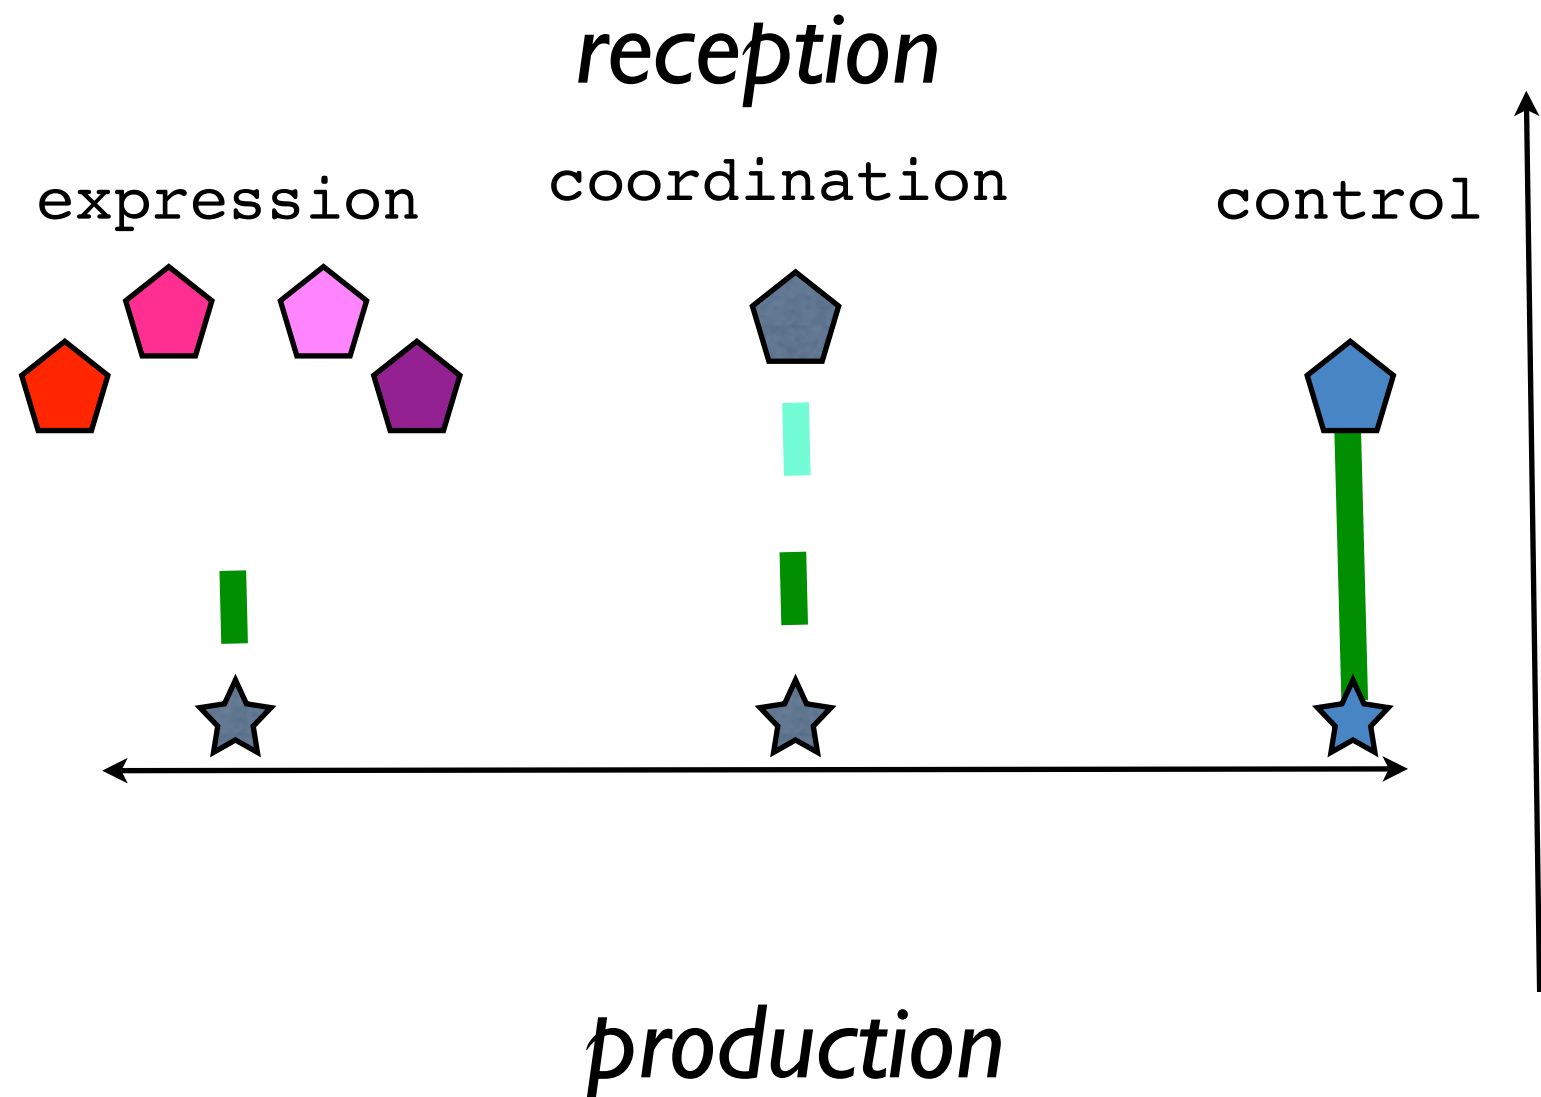 reception
expression
coordination
control
production